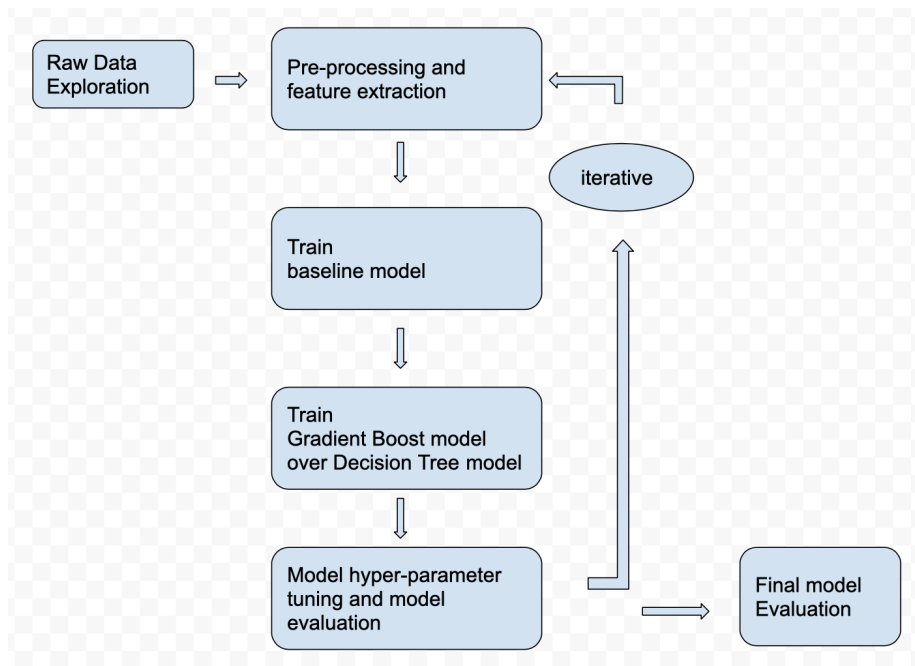 Raw Data
Exploration
Pre-processing and
feature extraction
iterative
Train
baseline model
Train
Gradient Boost model
over Decision Tree model
Model hyper-parameter
tuning and model
evaluation
Final model
Evaluation